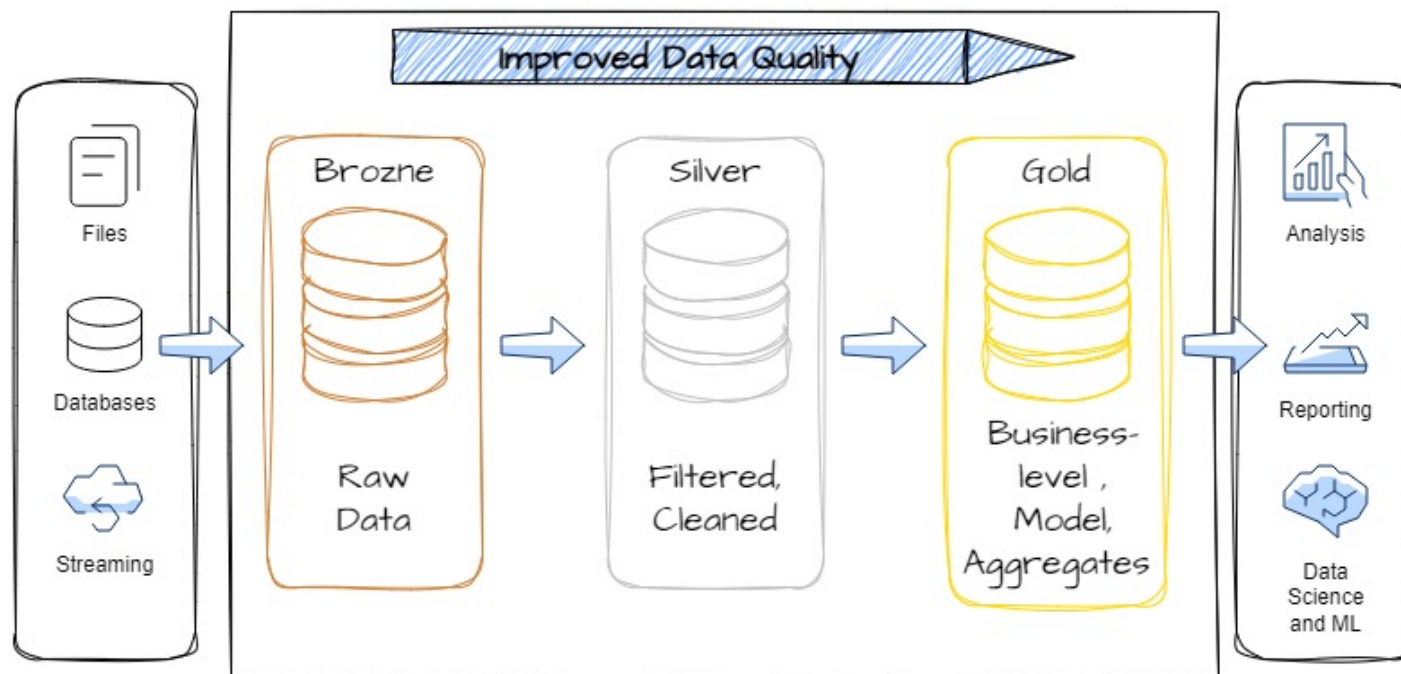 Improved Data Quality
Files
Databases
Streaming
Brozne
Raw
Data
Silver
Filtered,
Cleaned
Gold
Business-
level ,
Model,
Aggregates
Analysis
Reporting
Data
Science
and ML